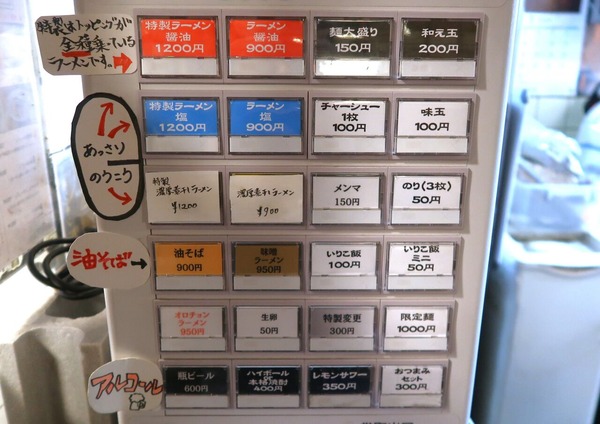 特製はトッピングが
全種乗っている
ラーメンです。
特製ラーメン
醤油
1200円
ラーメン
醤油
900円
麺大盛り
150円
和え玉
200円
あっさり
のうこう
特製ラーメン
塩
1200円
ラーメン
塩
900円
チャーシュー
1枚
100円
味玉
100円
特製
濃厚煮干しラーメン
¥1200
濃厚煮干しラーメン
¥900
メンマ
150円
のり(3枚)
50円
油そば
油そば
900円
味噌
ラーメン
950円
いりこ飯
100円
いりこ飯
ミニ
50円
オロチョン
ラーメン
950円
生卵
50円
特製変更
300円
限定麺
1000円
アルコール
瓶ビール
600円
ハイボール
or
本格焼酎
400円
レモンサワー
350円
おつまみ
セット
300円